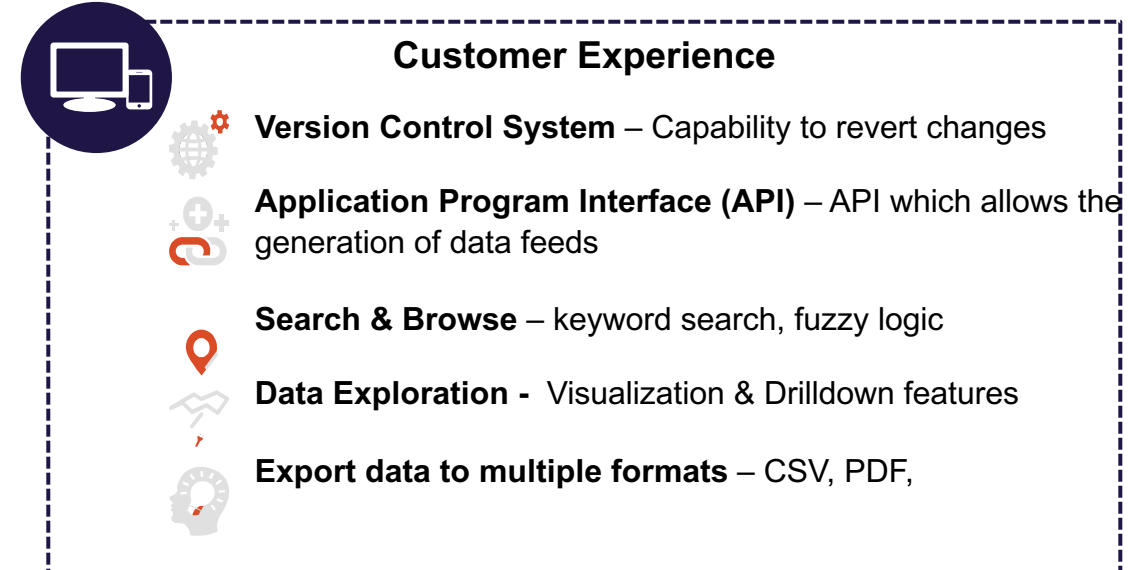 Customer Experience
Version Control System – Capability to revert changes
Application Program Interface (API) – API which allows the
generation of data feeds
Search & Browse – keyword search, fuzzy logic
Data Exploration -  Visualization & Drilldown features
Export data to multiple formats – CSV, PDF,